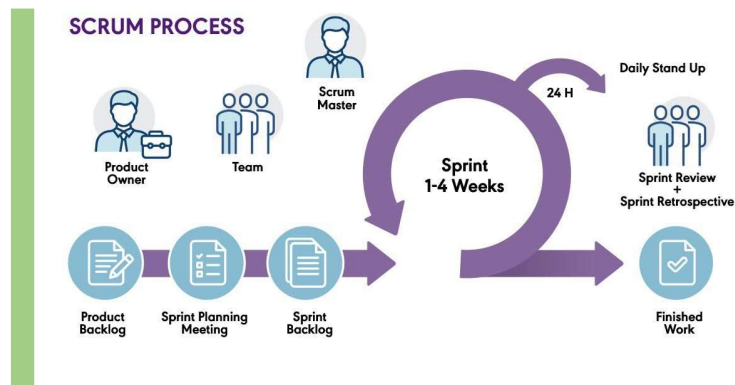 SCRUM PROCESS
Scrum
Master
Product
Owner
Team
Daily Stand Up
24 H
Sprint
1-4 Weeks
Sprint Review
+
Sprint Retrospective
Product
Backlog
Sprint Planning
Meeting
Sprint
Backlog
Finished
Work